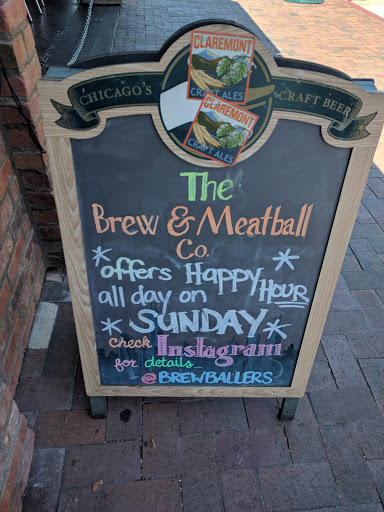 CLAREMONT
CRAFT ALES
CLAREMONT
CRAFT ALES
CHICAGO'S
CRAFT BEER
The
Brew & Meatball
Co.
offers Happy
all day on HOUR
SUNDAY
check Instagram
for details...
@BREWBALLERS